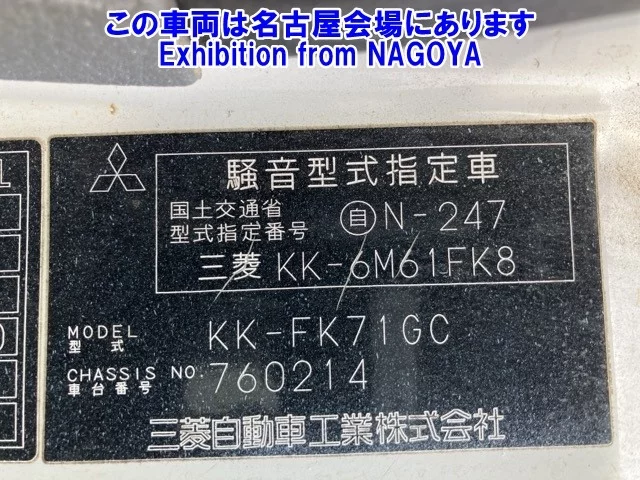 この車両は名古屋会場にあります
Exhibition from NAGOYA
騒音型式指定車
国土交通省
型式指定番号 自N-247
三菱 KK-6M61FK8
MODEL
型式 KK-FK71GC
CHASSIS NO.
車台番号 760214
三菱自動車工業株式会社